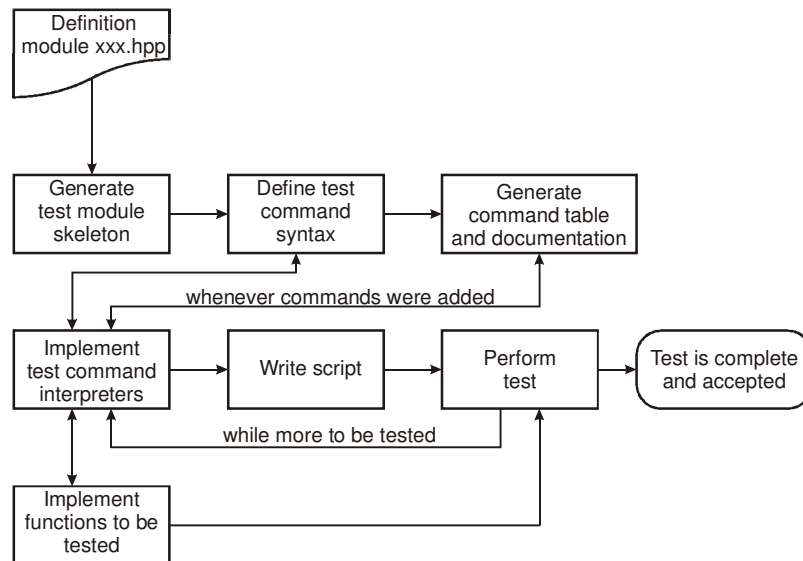 Definition
module xxx.hpp
Generate
test module
skeleton
Define test
command
syntax
Generate
command table
and documentation
whenever commands were added
Implement
test command
interpreters
Write script
Perform
test
Test is complete
and accepted
while more to be tested
Implement
functions to be
tested